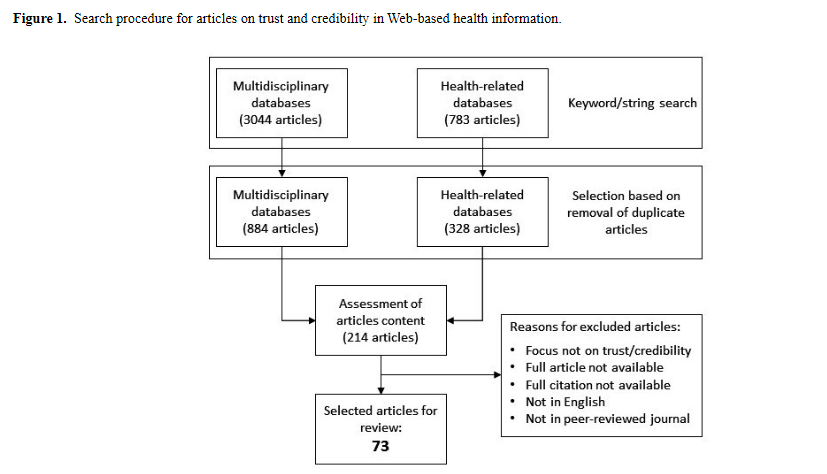 Figure 1. Search procedure for articles on trust and credibility in Web-based health information.
Multidisciplinary
databases
(3044 articles)
Health-related
databases
(783 articles)
Keyword/string search
Multidisciplinary
databases
(884 articles)
Health-related
databases
(328 articles)
Selection based on
removal of duplicate
articles
Assessment of
articles content
(214 articles)
Reasons for excluded articles:
• Focus not on trust/credibility
• Full article not available
• Full citation not available
• Not in English
• Not in peer-reviewed journal
Selected articles for
review:
73